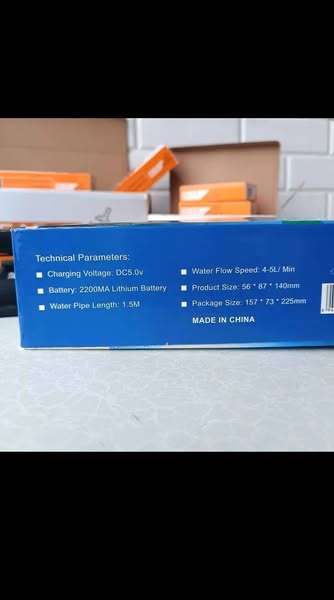 Technical Parameters:
Charging Voltage: DC5.0v
Battery: 2200MA Lithium Battery
Water Pipe Length: 1.5M
Water Flow Speed: 4-5L/ Min
Product Size: 56 * 87 * 140mm
Package Size: 157 * 73 * 225mm
MADE IN CHINA